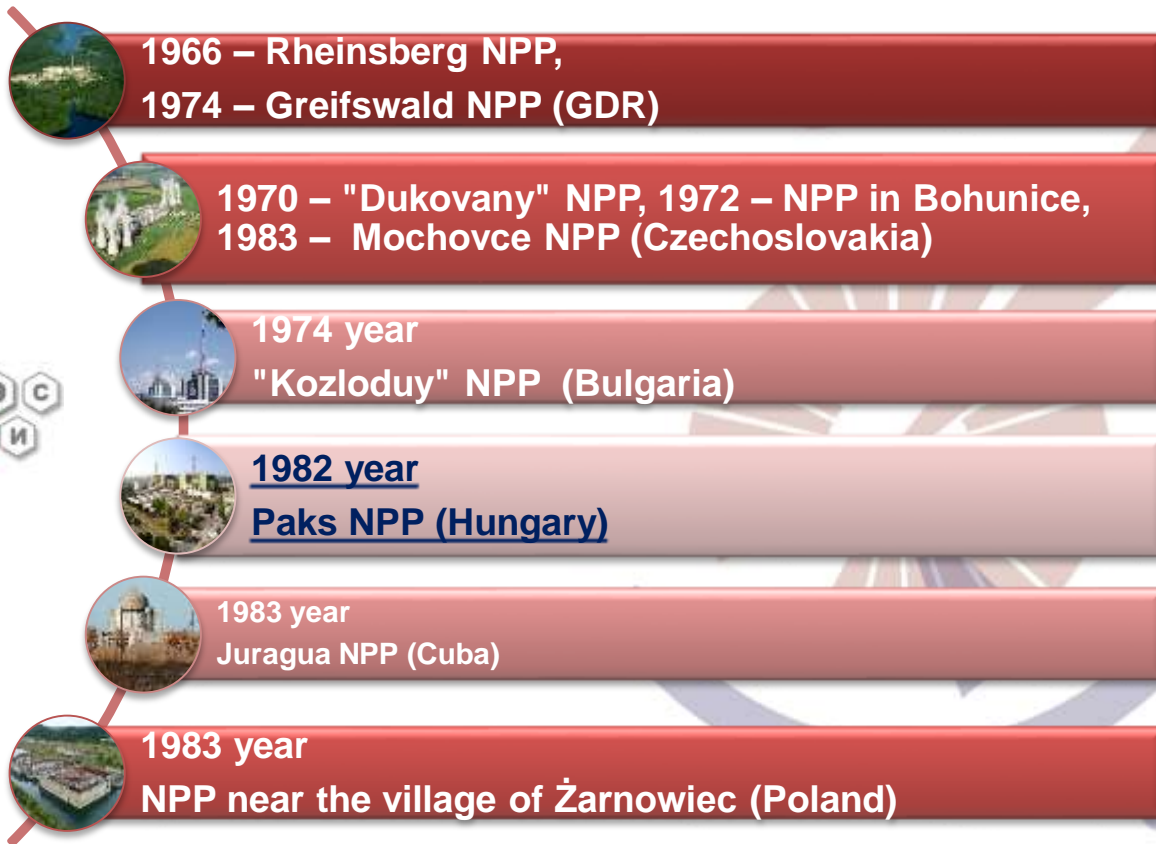 1966 – Rheinsberg NPP,
1974 – Greifswald NPP (GDR)
1970 – "Dukovany" NPP, 1972 – NPP in Bohunice,
1983 – Mochovce NPP (Czechoslovakia)
1974 year
"Kozloduy" NPP (Bulgaria)
1982 year
Paks NPP (Hungary)
С
И
1983 year
Juragua NPP (Cuba)
1983 year
NPP near the village of Żarnowiec (Poland)